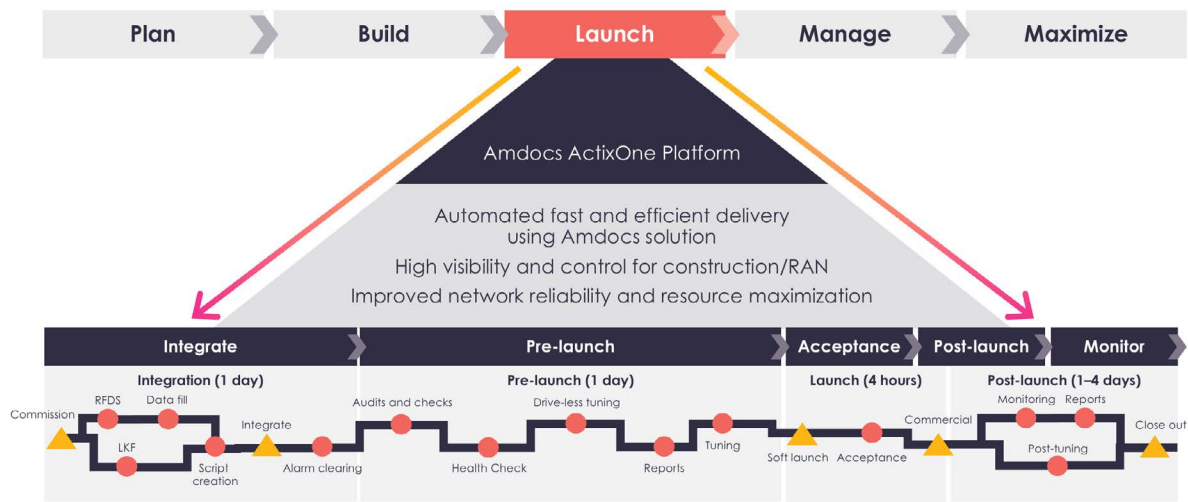 Plan
Build
Launch
Manage
Maximize
Amdocs ActixOne Platform
Automated fast and efficient delivery
using Amdocs solution
High visibility and control for construction/RAN
Improved network reliability and resource maximization
Integrate
Pre-launch
Acceptance
Post-launch
Monitor
Integration (1 day)
Pre-launch (1 day)
Launch (4 hours)
Post-launch (1–4 days)
Commission
RFDS
Data fill
LKF
Script
creation
Integrate
Alarm clearing
Audits and checks
Health Check
Drive-less tuning
Reports
Tuning
Soft launch
Acceptance
Commercial
Monitoring
Reports
Post-tuning
Close out